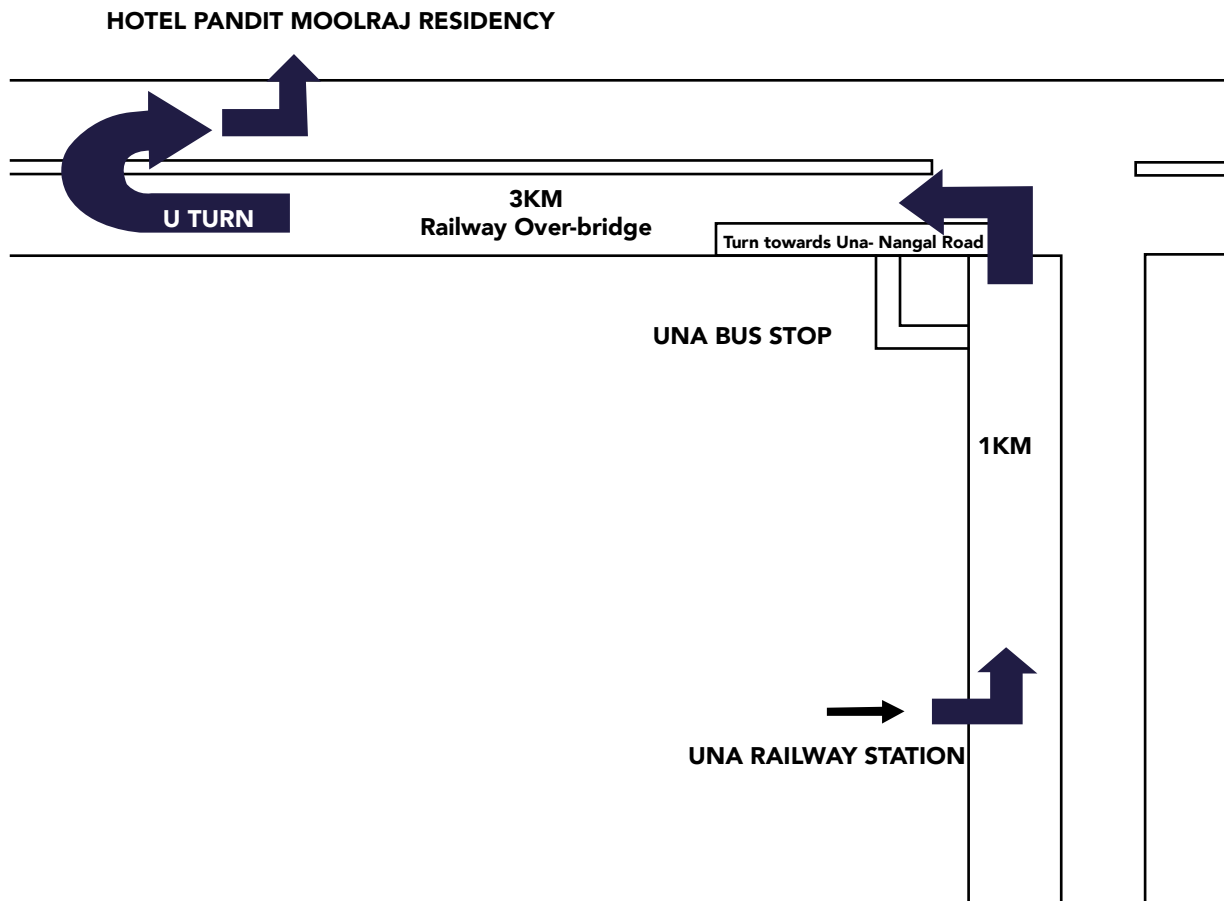 HOTEL PANDIT MOOLRAJ RESIDENCY
U TURN
3KM
Railway Over-bridge
Turn towards Una- Nangal Road
UNA BUS STOP
1KM
UNA RAILWAY STATION